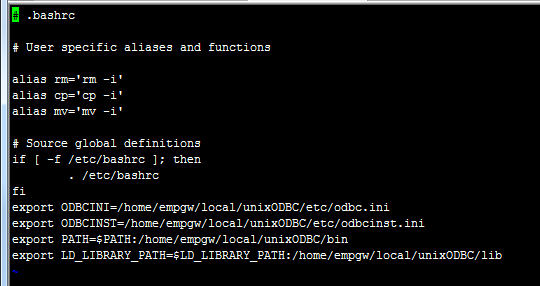 # .bashrc
# User specific aliases and functions
alias rm='rm -i'
alias cp='cp -i'
alias mv='mv -i'
# Source global definitions
if [ -f /etc/bashrc ]; then
        . /etc/bashrc
fi
export ODBCINI=/home/empgw/local/unixODBC/etc/odbc.ini
export ODBCINST=/home/empgw/local/unixODBC/etc/odbcinst.ini
export PATH=$PATH:/home/empgw/local/unixODBC/bin
export LD_LIBRARY_PATH=$LD_LIBRARY_PATH:/home/empgw/local/unixODBC/lib
~